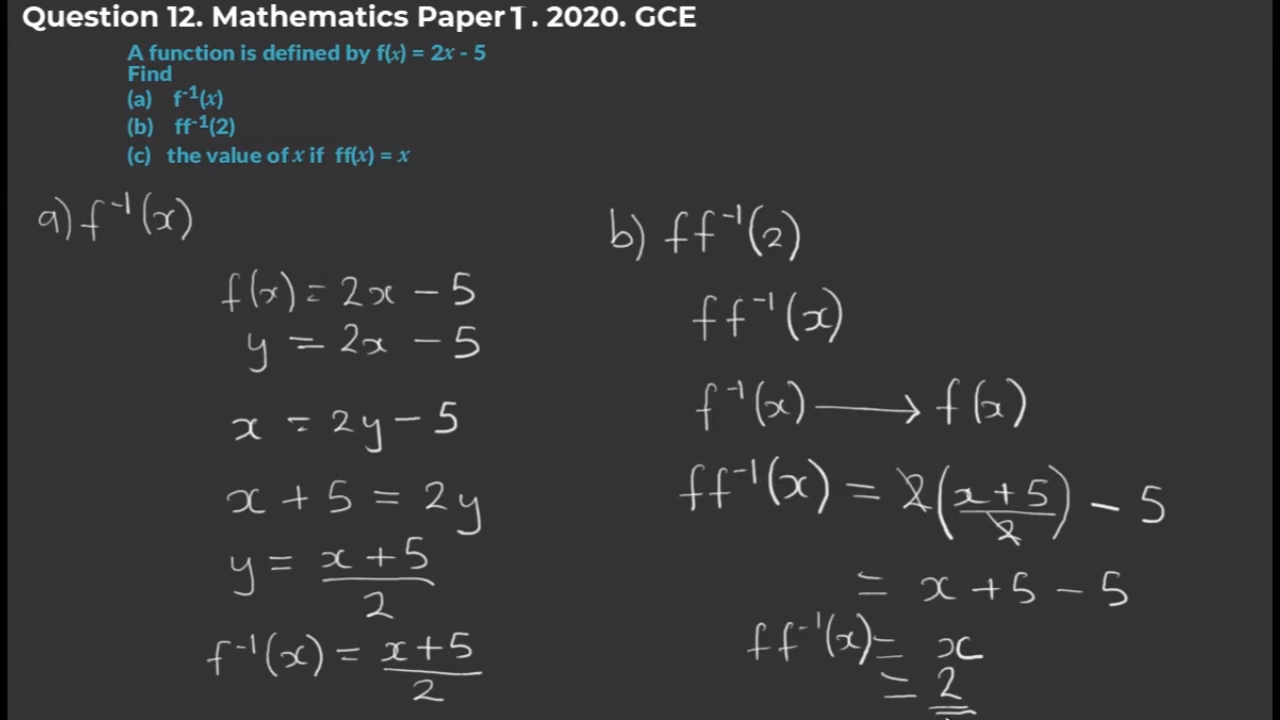 Question 12. Mathematics Paper 1. 2020. GCE
A function is defined by f(x) = 2x - 5
Find
(a) f⁻¹(x)
(b) ff⁻¹(2)
(c) the value of x if ff(x) = x
a) f⁻¹(x)
f(x) = 2x - 5
y = 2x - 5
x = 2y - 5
x + 5 = 2y
y = (x + 5)/2
f⁻¹(x) = (x + 5)/2
b) ff⁻¹(2)
ff⁻¹(x)
f⁻¹(x) → f(x)
ff⁻¹(x) = 2((x + 5)/2) - 5
= x + 5 - 5
ff⁻¹(x) = x
= 2